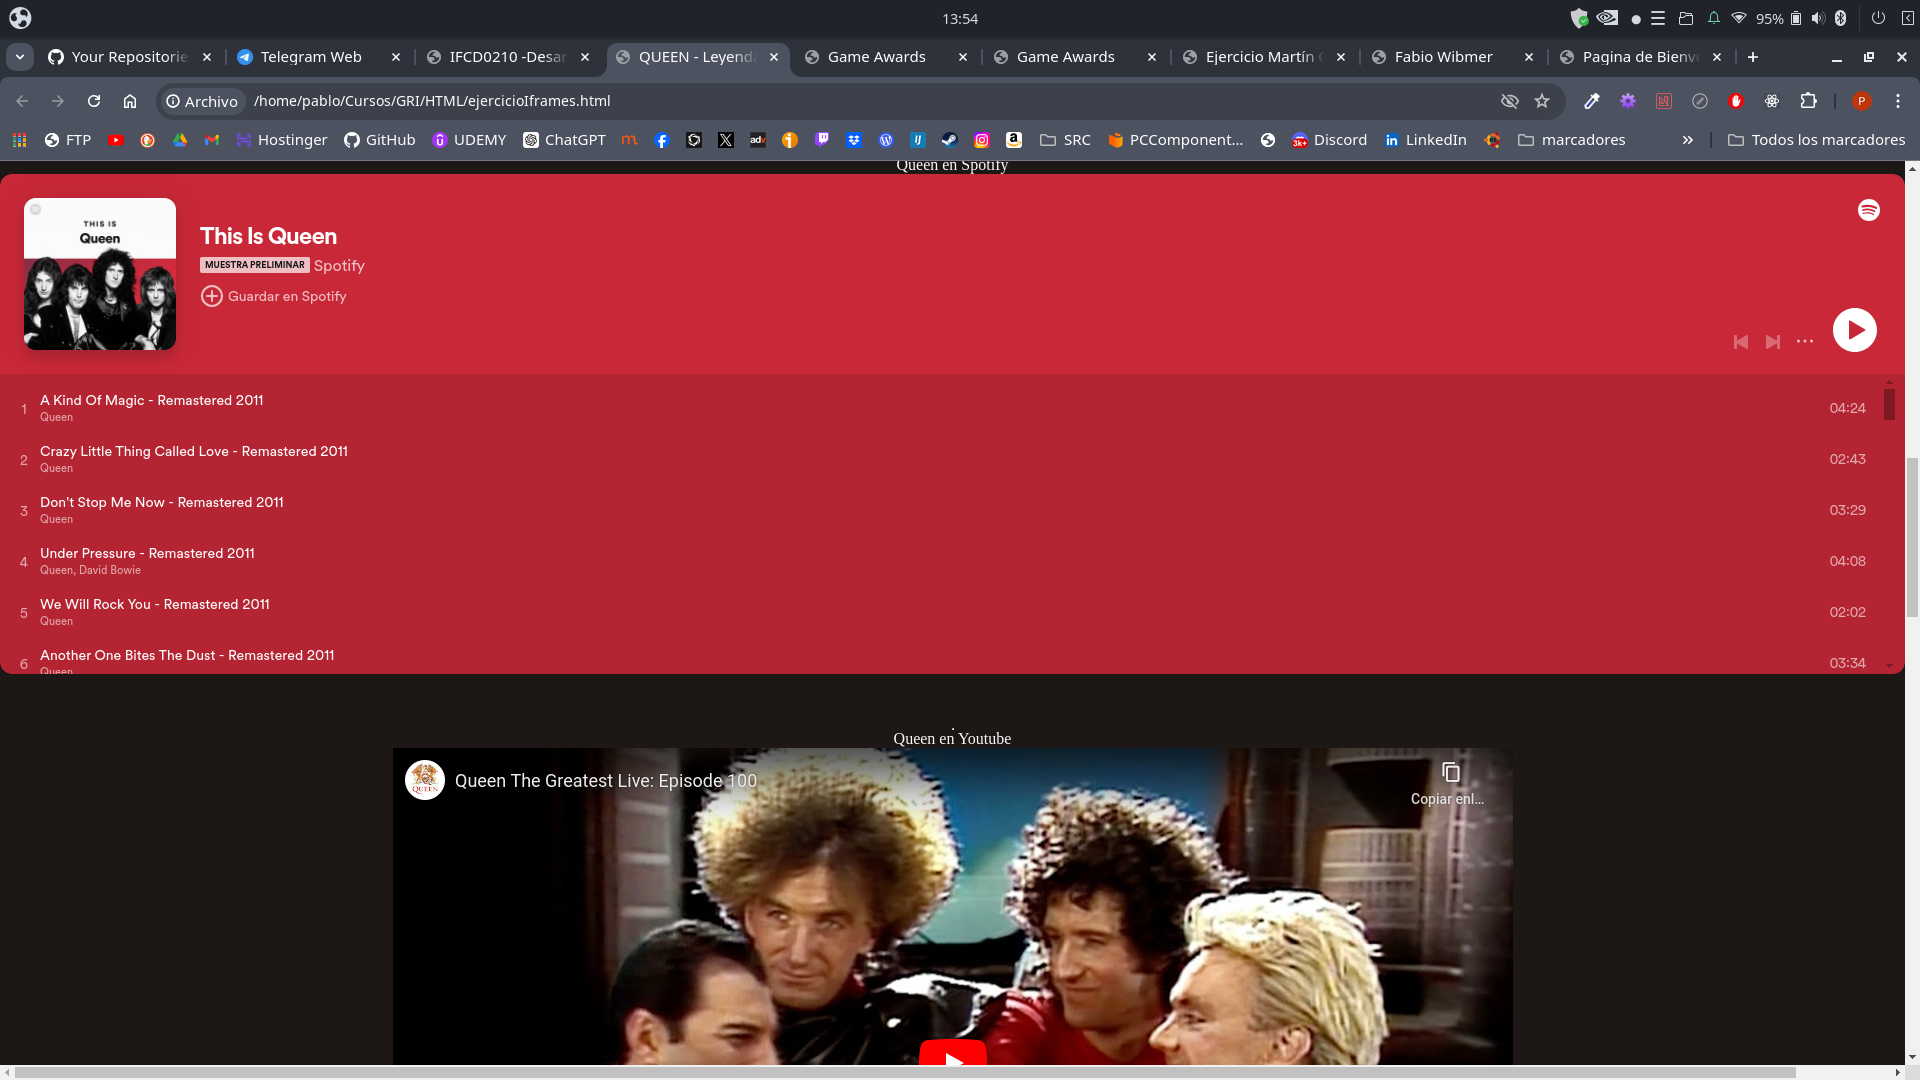 13:54
95%
Your Repositorie
Telegram Web
IFCD0210 -Desar
QUEEN - Leyenda
Game Awards
Game Awards
Ejercicio Martín
Fabio Wibmer
Pagina de Bienv
Archivo
/home/pablo/Cursos/GRI/HTML/ejercicioIframes.html
P
FTP
Hostinger
GitHub
UDEMY
ChatGPT
adv
SRC
PCComponent...
3k+
Discord
LinkedIn
marcadores
»
Todos los marcadores
Queen en Spotify
THIS IS
Queen
This Is Queen
MUESTRA PRELIMINAR Spotify
Guardar en Spotify
1 A Kind Of Magic - Remastered 2011 04:24
Queen
2 Crazy Little Thing Called Love - Remastered 2011 02:43
Queen
3 Don't Stop Me Now - Remastered 2011 03:29
Queen
4 Under Pressure - Remastered 2011 04:08
Queen, David Bowie
5 We Will Rock You - Remastered 2011 02:02
Queen
6 Another One Bites The Dust - Remastered 2011 03:34
Queen
.
Queen en Youtube
QUEEN
Queen The Greatest Live: Episode 100
Copiar enl...